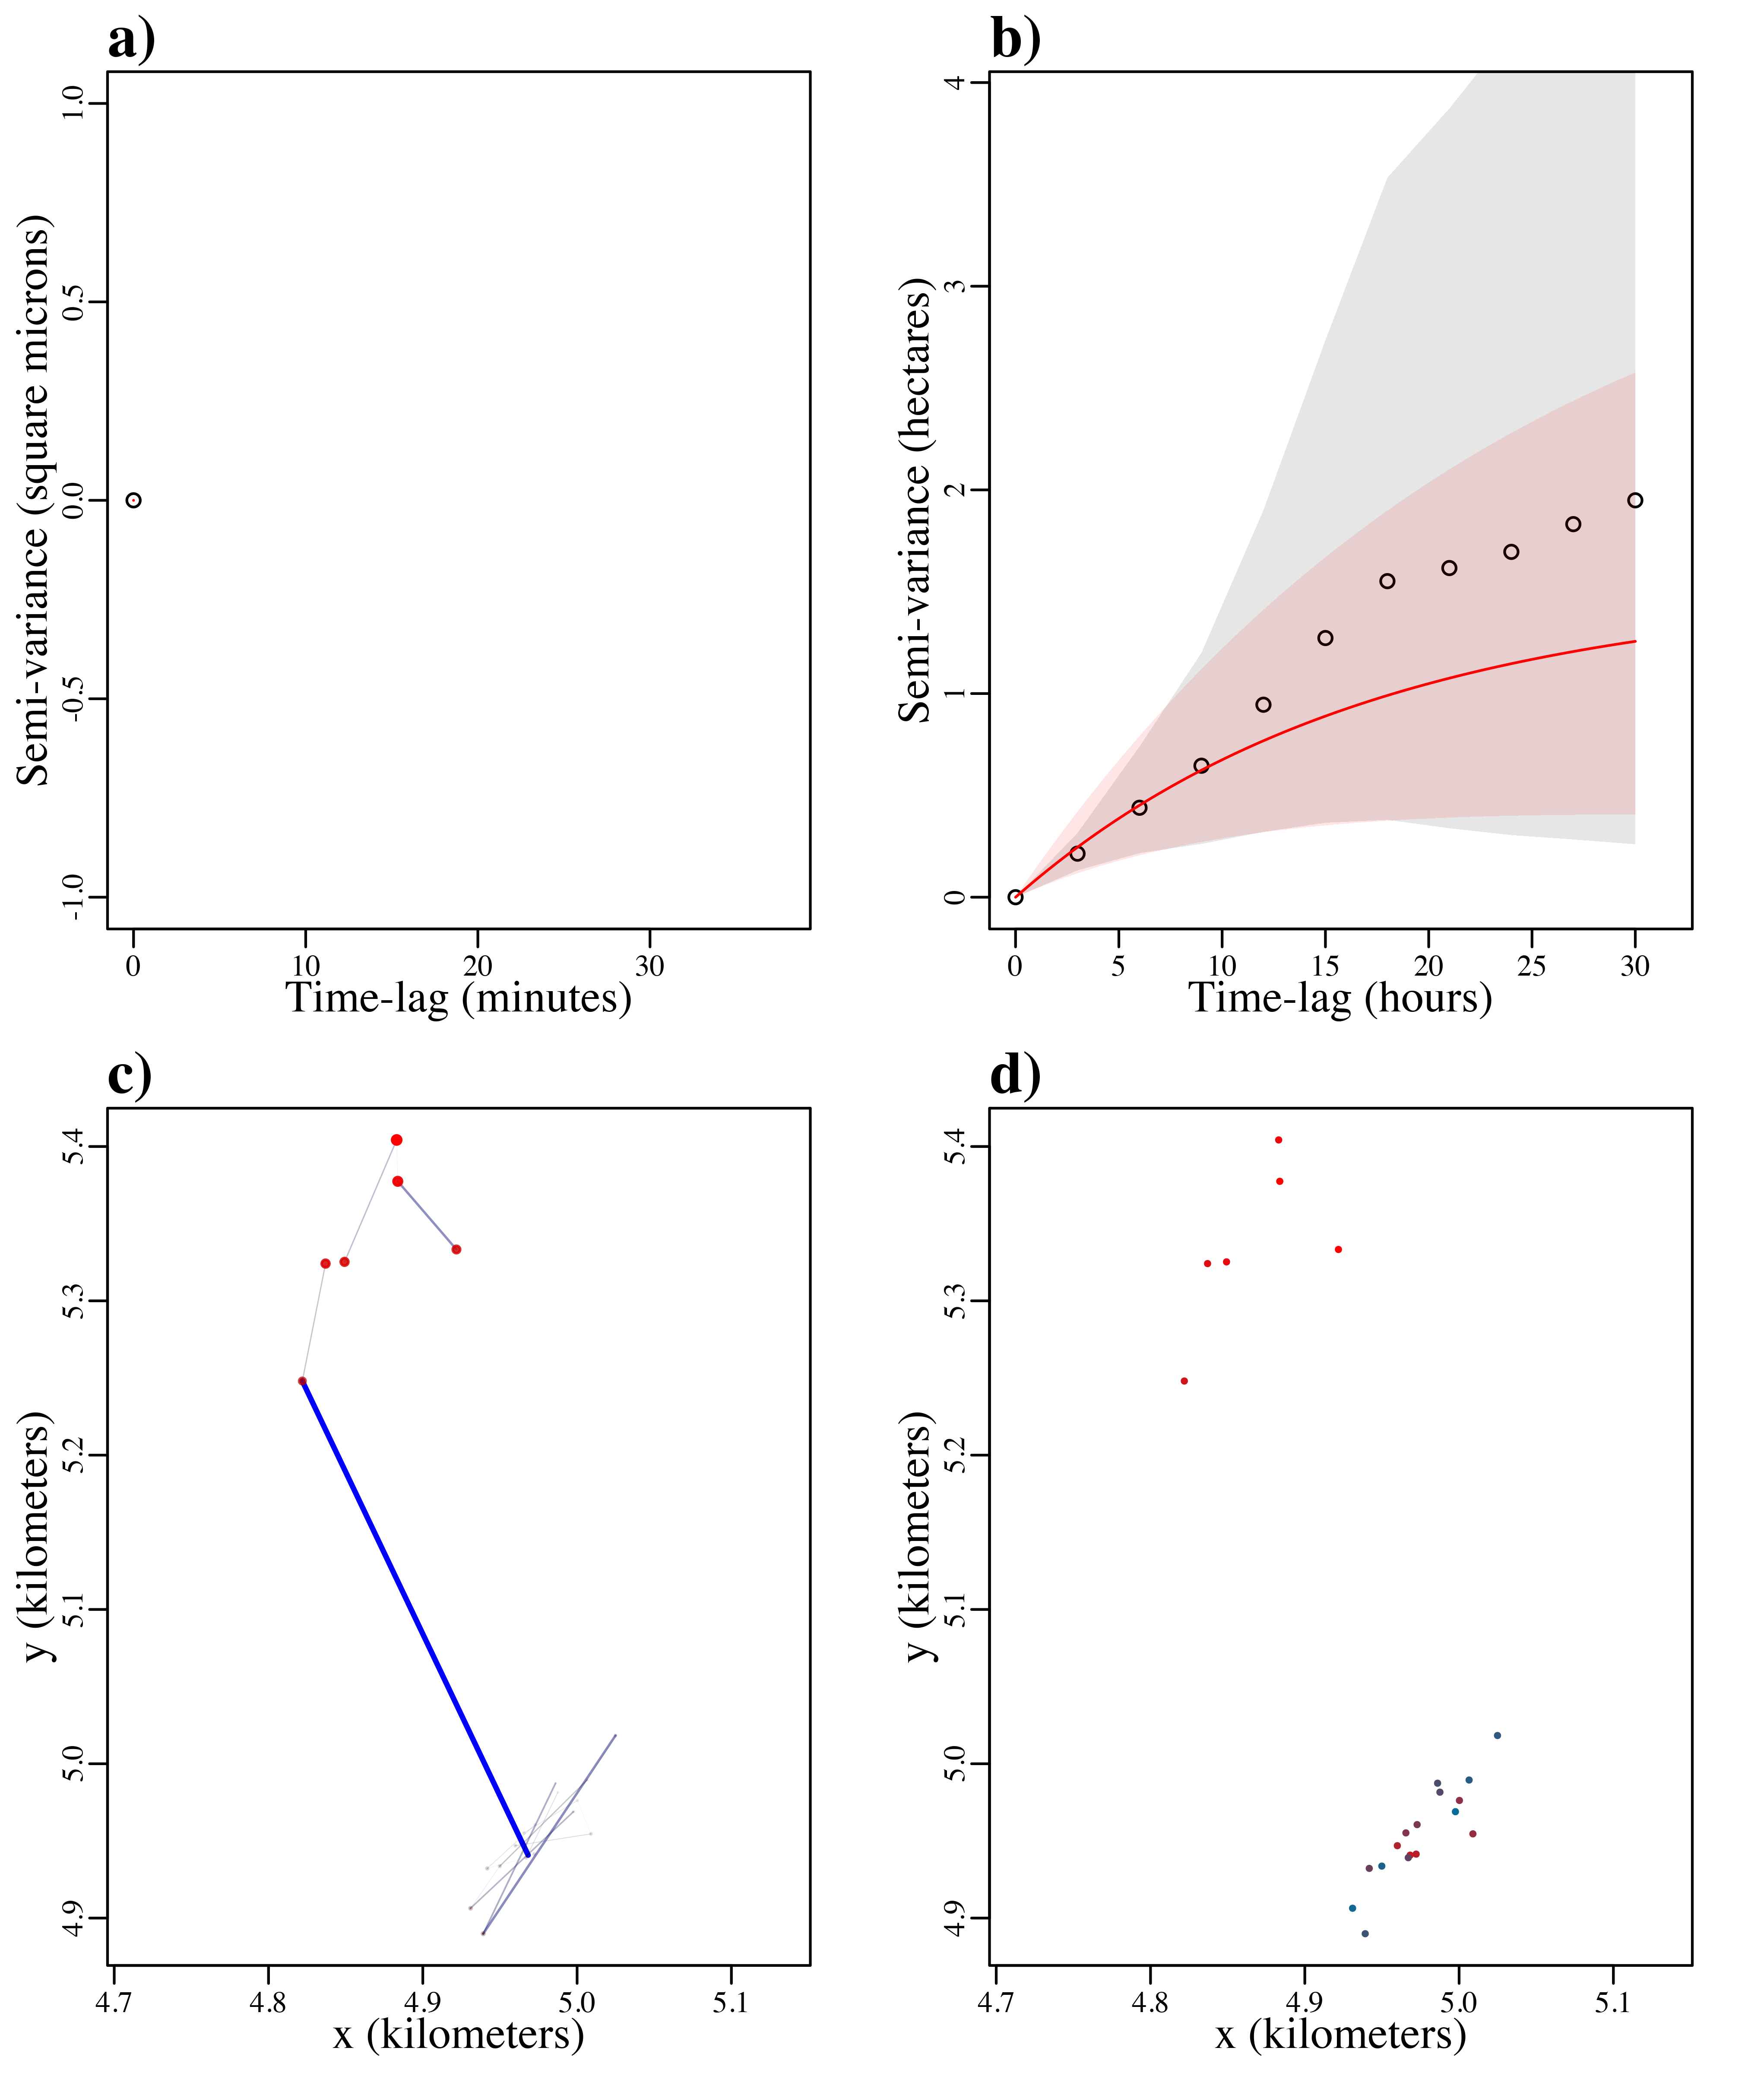 a)
Semi-variance (square microns)
1.0
0.5
0.0
-0.5
-1.0
0 10 20 30
Time-lag (minutes)
b)
Semi-variance (hectares)
4
3
2
1
0
0 5 10 15 20 25 30
Time-lag (hours)
c)
y (kilometers)
5.4
5.3
5.2
5.1
5.0
4.9
4.7 4.8 4.9 5.0 5.1
x (kilometers)
d)
y (kilometers)
5.4
5.3
5.2
5.1
5.0
4.9
4.7 4.8 4.9 5.0 5.1
x (kilometers)